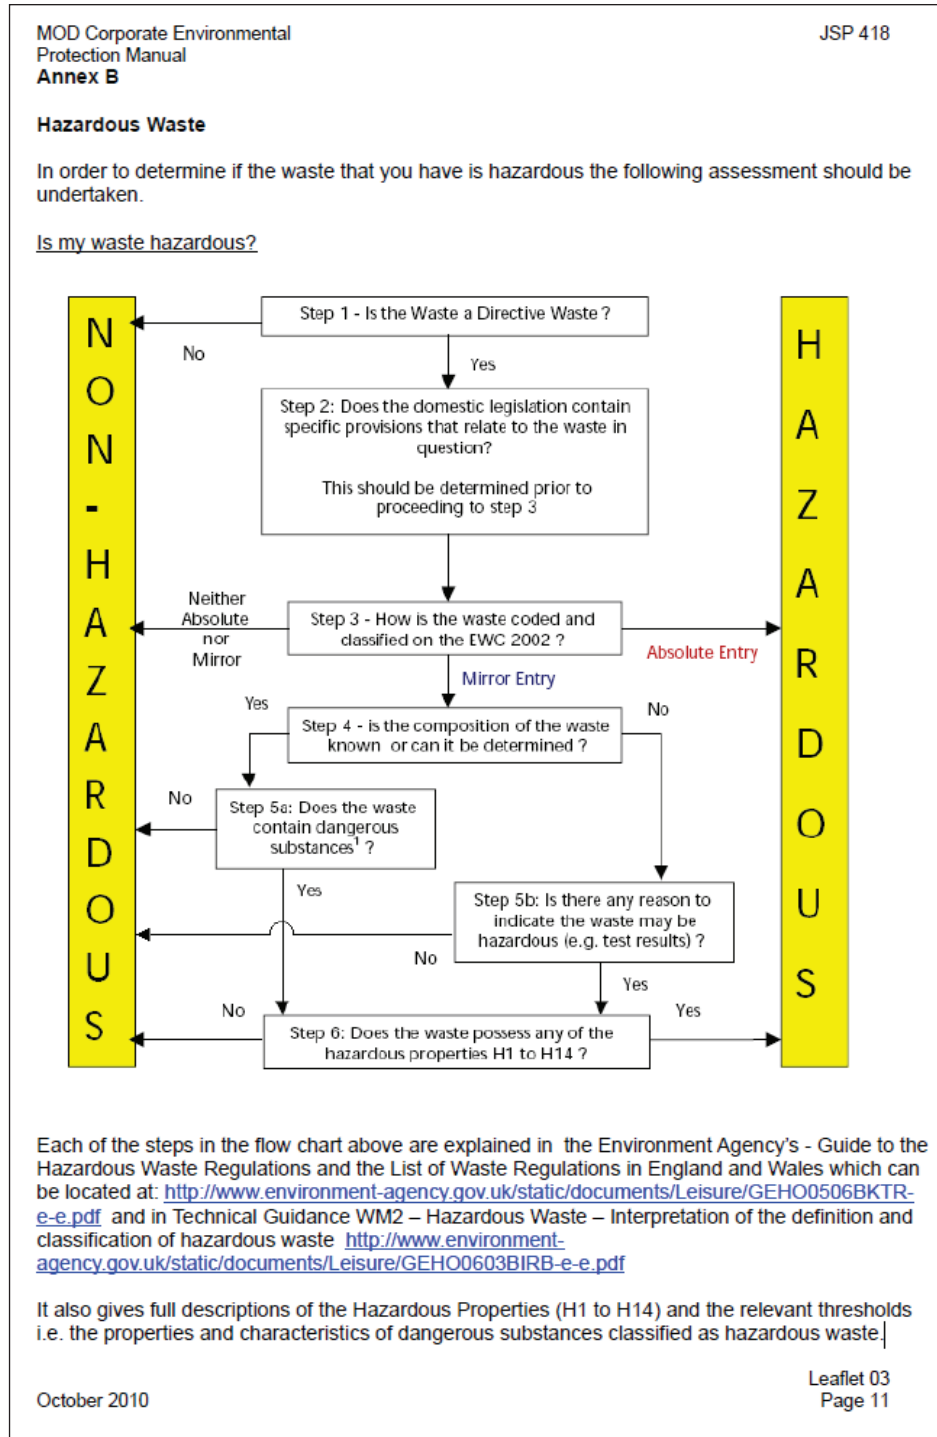 MOD Corporate Environmental
Protection Manual
JSP 418
Annex B
Hazardous Waste
In order to determine if the waste that you have is hazardous the following assessment should be
undertaken.
Is my waste hazardous?
NON-HAZARDOUS
HAZARDOUS
Step 1 - Is the Waste a Directive Waste ?
No
Yes
Step 2: Does the domestic legislation contain
specific provisions that relate to the waste in
question?
This should be determined prior to
proceeding to step 3
Neither
Absolute
nor
Mirror
Step 3 - How is the waste coded and
classified on the EWC 2002 ?
Absolute Entry
Mirror Entry
Yes
No
Step 4 - is the composition of the waste
known or can it be determined ?
No
Step 5a: Does the waste
contain dangerous
substances1 ?
Yes
Step 5b: Is there any reason to
indicate the waste may be
hazardous (e.g. test results) ?
No
Yes
No
Yes
Step 6: Does the waste possess any of the
hazardous properties H1 to H14 ?
Each of the steps in the flow chart above are explained in the Environment Agency's - Guide to the
Hazardous Waste Regulations and the List of Waste Regulations in England and Wales which can
be located at: http://www.environment-agency.gov.uk/static/documents/Leisure/GEHO0506BKTR-
e-e.pdf and in Technical Guidance WM2 – Hazardous Waste – Interpretation of the definition and
classification of hazardous waste http://www.environment-
agency.gov.uk/static/documents/Leisure/GEHO0603BIRB-e-e.pdf
It also gives full descriptions of the Hazardous Properties (H1 to H14) and the relevant thresholds
i.e. the properties and characteristics of dangerous substances classified as hazardous waste.
Leaflet 03
October 2010
Page 11